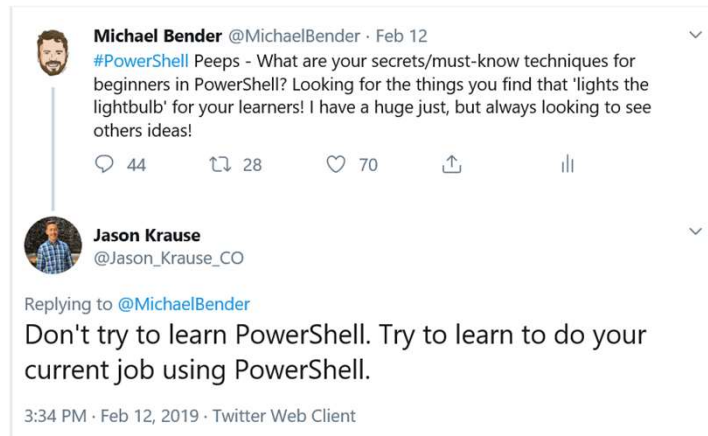 Michael Bender @MichaelBender · Feb 12
#PowerShell Peeps - What are your secrets/must-know techniques for
beginners in PowerShell? Looking for the things you find that 'lights the
lightbulb' for your learners! I have a huge just, but always looking to see
others ideas!
44 28 70
Jason Krause
@Jason_Krause_CO
Replying to @MichaelBender
Don't try to learn PowerShell. Try to learn to do your
current job using PowerShell.
3:34 PM · Feb 12, 2019 · Twitter Web Client